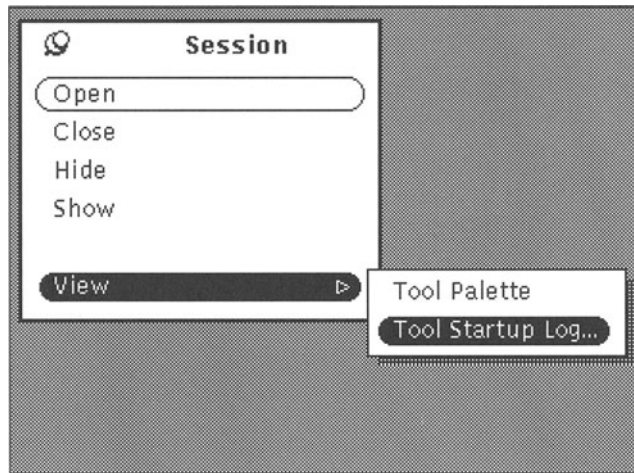 Session
Open
Close
Hide
Show
View
Tool Palette
Tool Startup Log...